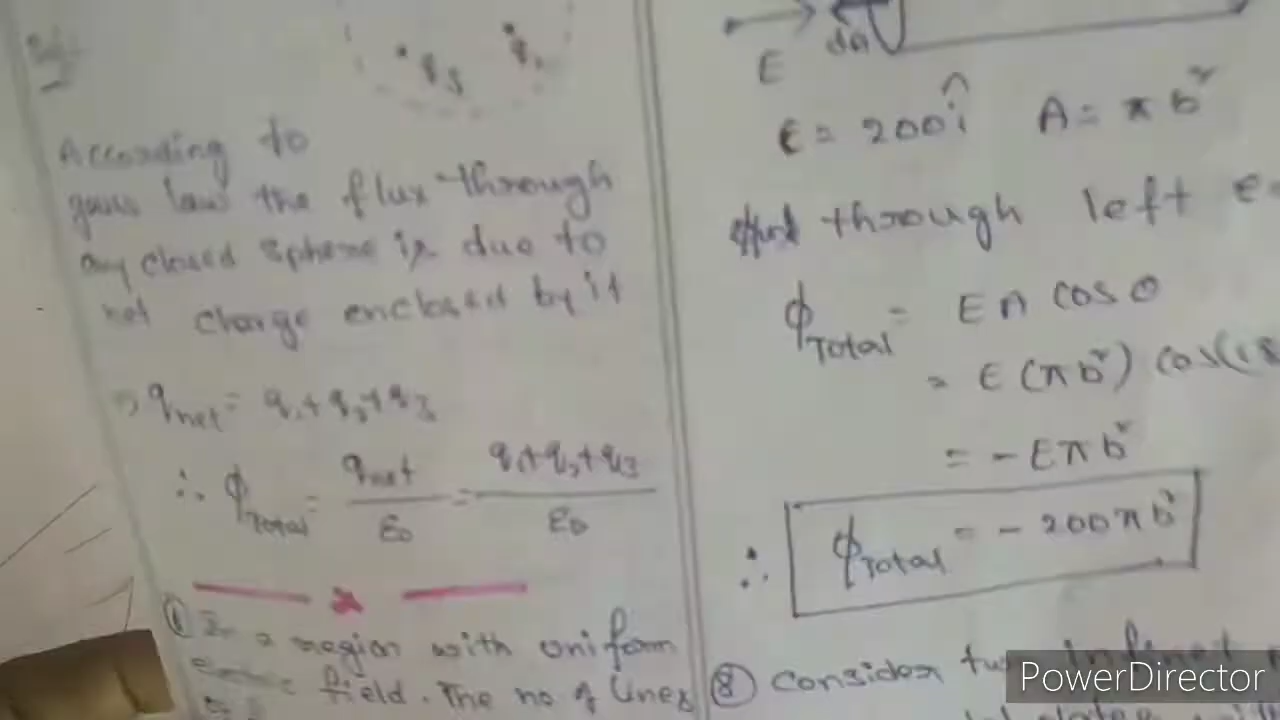 Sol:
q3 q1
According to
gauss law the flux through
any closed sphere is due to
net charge enclosed by it
⇒ qnet = q1+q2+q3
∴ ϕTotal = qnet/ε0 = q1+q2+q3/ε0
x
⑥ In a region with uniform
field. The no of lines
E da
E = 200î A = πb²
through left
ϕTotal = EA cos θ
= E(πb²) cos(18
= -Eπb²
∴ ϕTotal = -200πb²
⑧ Consider two
PowerDirector